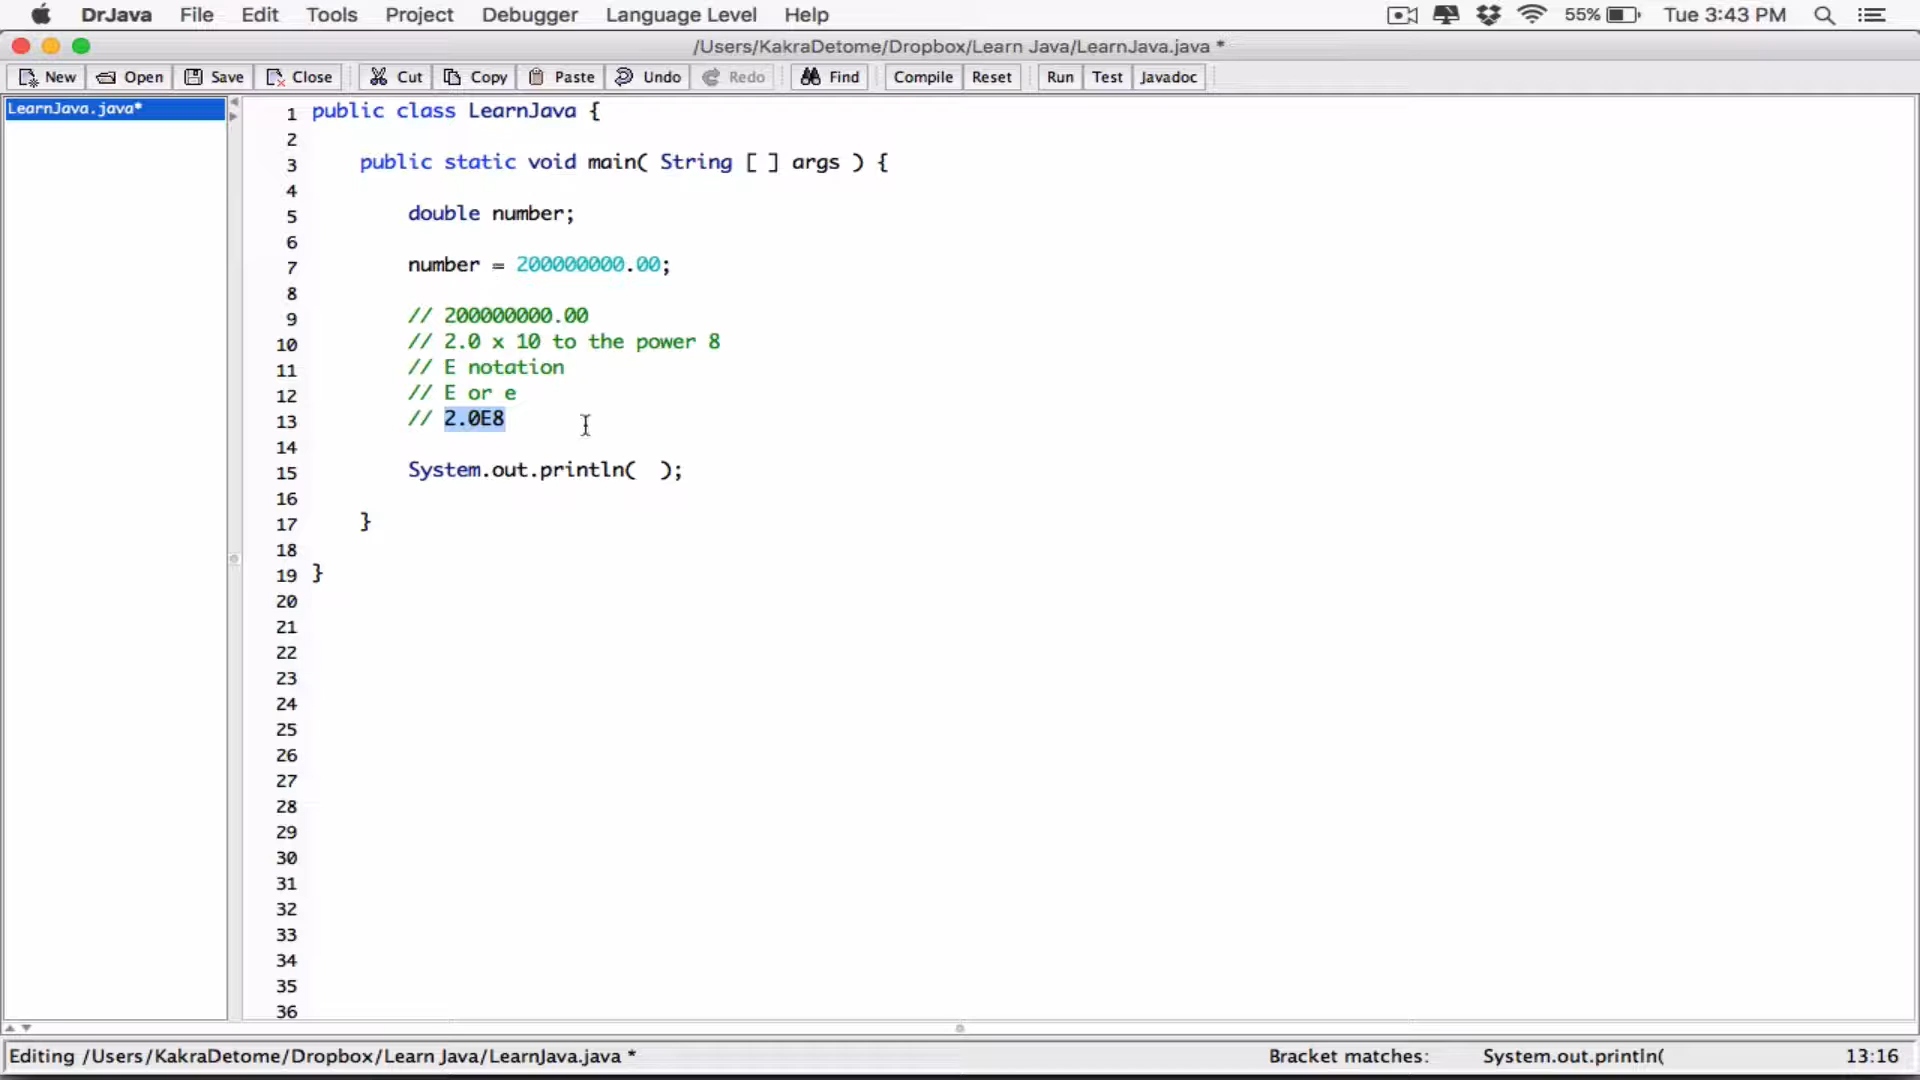 DrJava File Edit Tools Project Debugger Language Level Help 55% Tue 3:43 PM
/Users/KakraDetome/Dropbox/Learn Java/LearnJava.java *
New Open Save Close Cut Copy Paste Undo Redo Find Compile Reset Run Test Javadoc
LearnJava.java*
1 public class LearnJava {
2
3 public static void main( String [ ] args ) {
4
5 double number;
6
7 number = 200000000.00;
8
9 // 200000000.00
10 // 2.0 x 10 to the power 8
11 // E notation
12 // E or e
13 // 2.0E8
14
15 System.out.println(  );
16
17 }
18
19 }
20
21
22
23
24
25
26
27
28
29
30
31
32
33
34
35
36
Editing /Users/KakraDetome/Dropbox/Learn Java/LearnJava.java * Bracket matches: System.out.println( 13:16